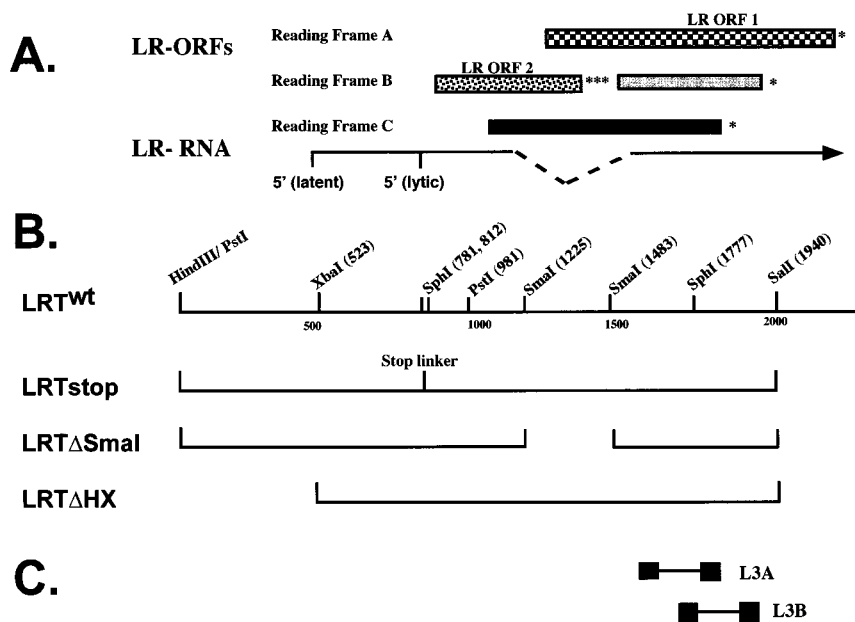 A.
LR-ORFs
Reading Frame A
LR ORF 1
*
Reading Frame B
LR ORF 2
***
*
Reading Frame C
*
LR- RNA
5' (latent)
5' (lytic)
B.
HindIII/ PstI
XbaI (523)
SphI (781, 812)
PstI (981)
SmaI (1225)
SmaI (1483)
SphI (1777)
SalI (1940)
LRTwt
500
1000
1500
2000
Stop linker
LRTstop
LRTΔSmaI
LRTΔHX
C.
L3A
L3B